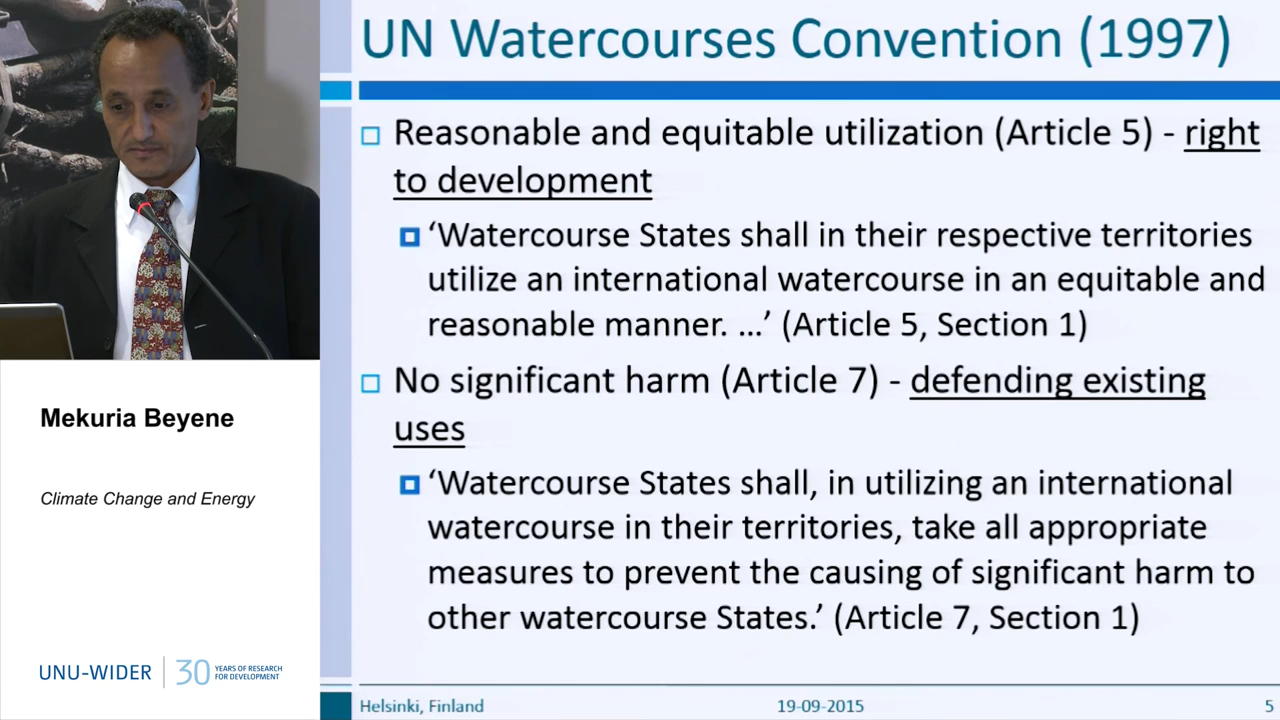 UN Watercourses Convention (1997)
Reasonable and equitable utilization (Article 5) - right
to development
‘Watercourse States shall in their respective territories
utilize an international watercourse in an equitable and
reasonable manner. …’ (Article 5, Section 1)
No significant harm (Article 7) - defending existing
uses
‘Watercourse States shall, in utilizing an international
watercourse in their territories, take all appropriate
measures to prevent the causing of significant harm to
other watercourse States.’ (Article 7, Section 1)
Mekuria Beyene
Climate Change and Energy
UNU-WIDER
30 YEARS OF RESEARCH
FOR DEVELOPMENT
Helsinki, Finland
19-09-2015
5